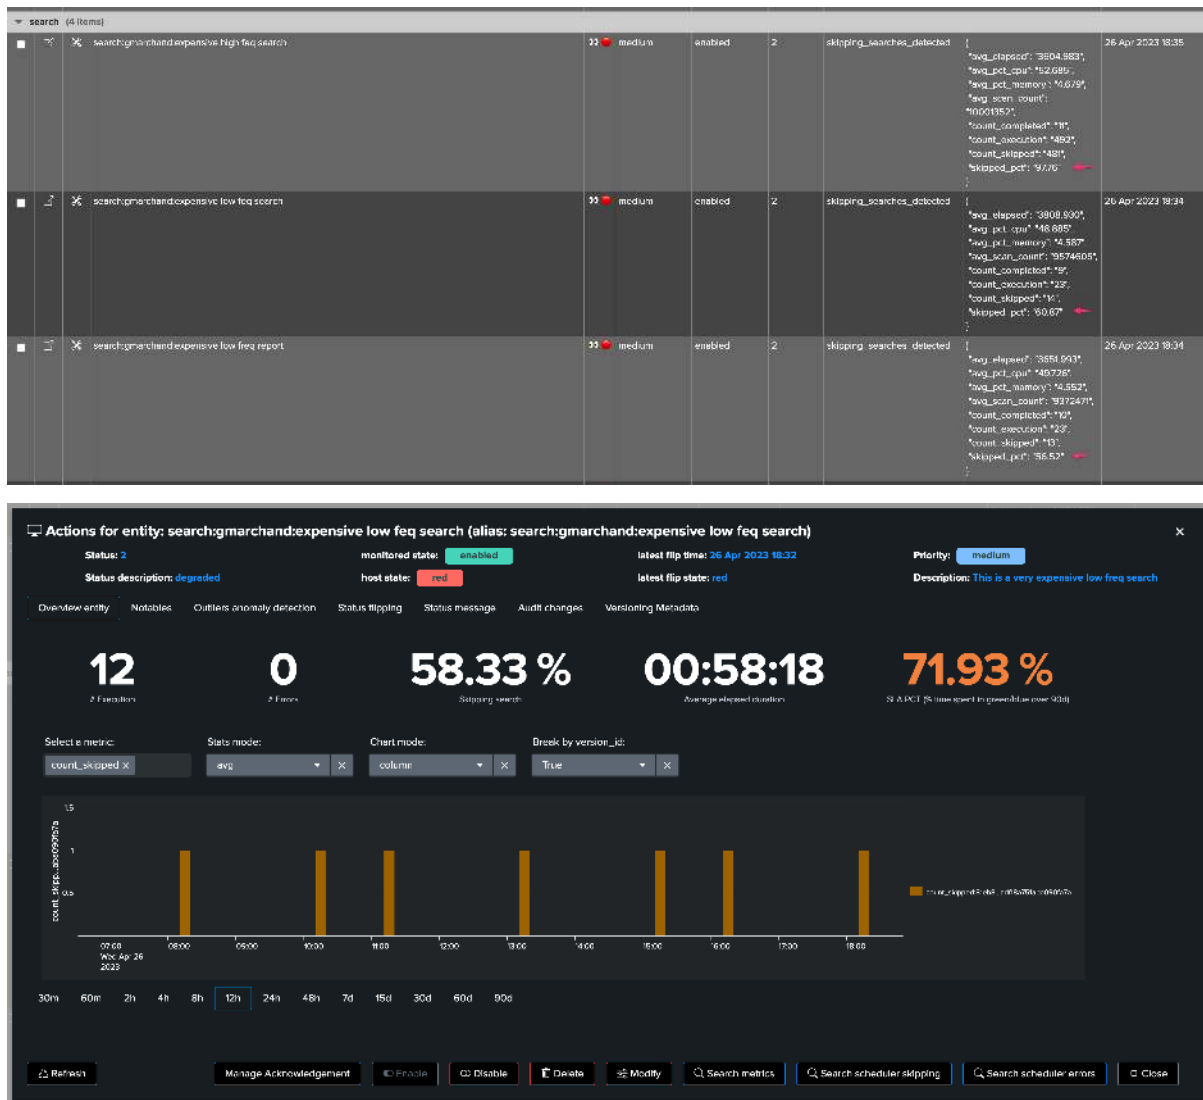 search (4 items)
search:gmarchand:expensive high feq search medium enabled 2 skipping_searches_detected { 26 Apr 2023 18:35
"avg_elapsed": "3604.983",
"avg_pct_cpu": "52.685",
"avg_pct_memory": "4.679",
"avg_scan_count":
"10001352",
"count_completed": "11",
"count_execution": "492",
"count_skipped": "481",
"skipped_pct": "97.76"
}
search:gmarchand:expensive low feq search medium enabled 2 skipping_searches_detected { 26 Apr 2023 18:34
"avg_elapsed": "3808.930",
"avg_pct_cpu": "48.885"
"avg_pct_memory": "4.587"
"avg_scan_count": "9574605",
"count_completed": "9",
"count_execution": "23",
"count_skipped": "14",
"skipped_pct": "60.87"
}
search:gmarchand:expensive low freq report medium enabled 2 skipping_searches_detected { 26 Apr 2023 18:34
"avg_elapsed": "3651.993",
"avg_pct_cpu": "49.726",
"avg_pct_memory": "4.552",
"avg_scan_count": "9372471",
"count_completed": "10",
"count_execution": "23",
"count_skipped": "13",
"skipped_pct": "56.52"
}
Actions for entity: search:gmarchand:expensive low feq search (alias: search:gmarchand:expensive low feq search) ×
Status: 2 monitored state: enabled latest flip time: 26 Apr 2023 18:32 Priority: medium
Status description: degraded host state: red latest flip state: red Description: This is a very expensive low freq search
Overview entity Notables Outliers anomaly detection Status flipping Status message Audit changes Versioning Metadata
12 0 58.33 % 00:58:18 71.93 %
# Execution # Errors Skipping search Average elapsed duration SLA PCT (% time spent in green/blue over 90d)
Select a metric: Stats mode: Chart mode: Break by version_id:
count_skipped × avg × column × True ×
1.5
1
0.5
07:00 08:00 09:00 10:00 11:00 12:00 13:00 14:00 15:00 16:00 17:00 18:00
Wed Apr 26
2023
30m 60m 2h 4h 8h 12h 24h 48h 7d 15d 30d 60d 90d
Refresh Manage Acknowledgement Enable Disable Delete Modify Search metrics Search scheduler skipping Search scheduler errors Close